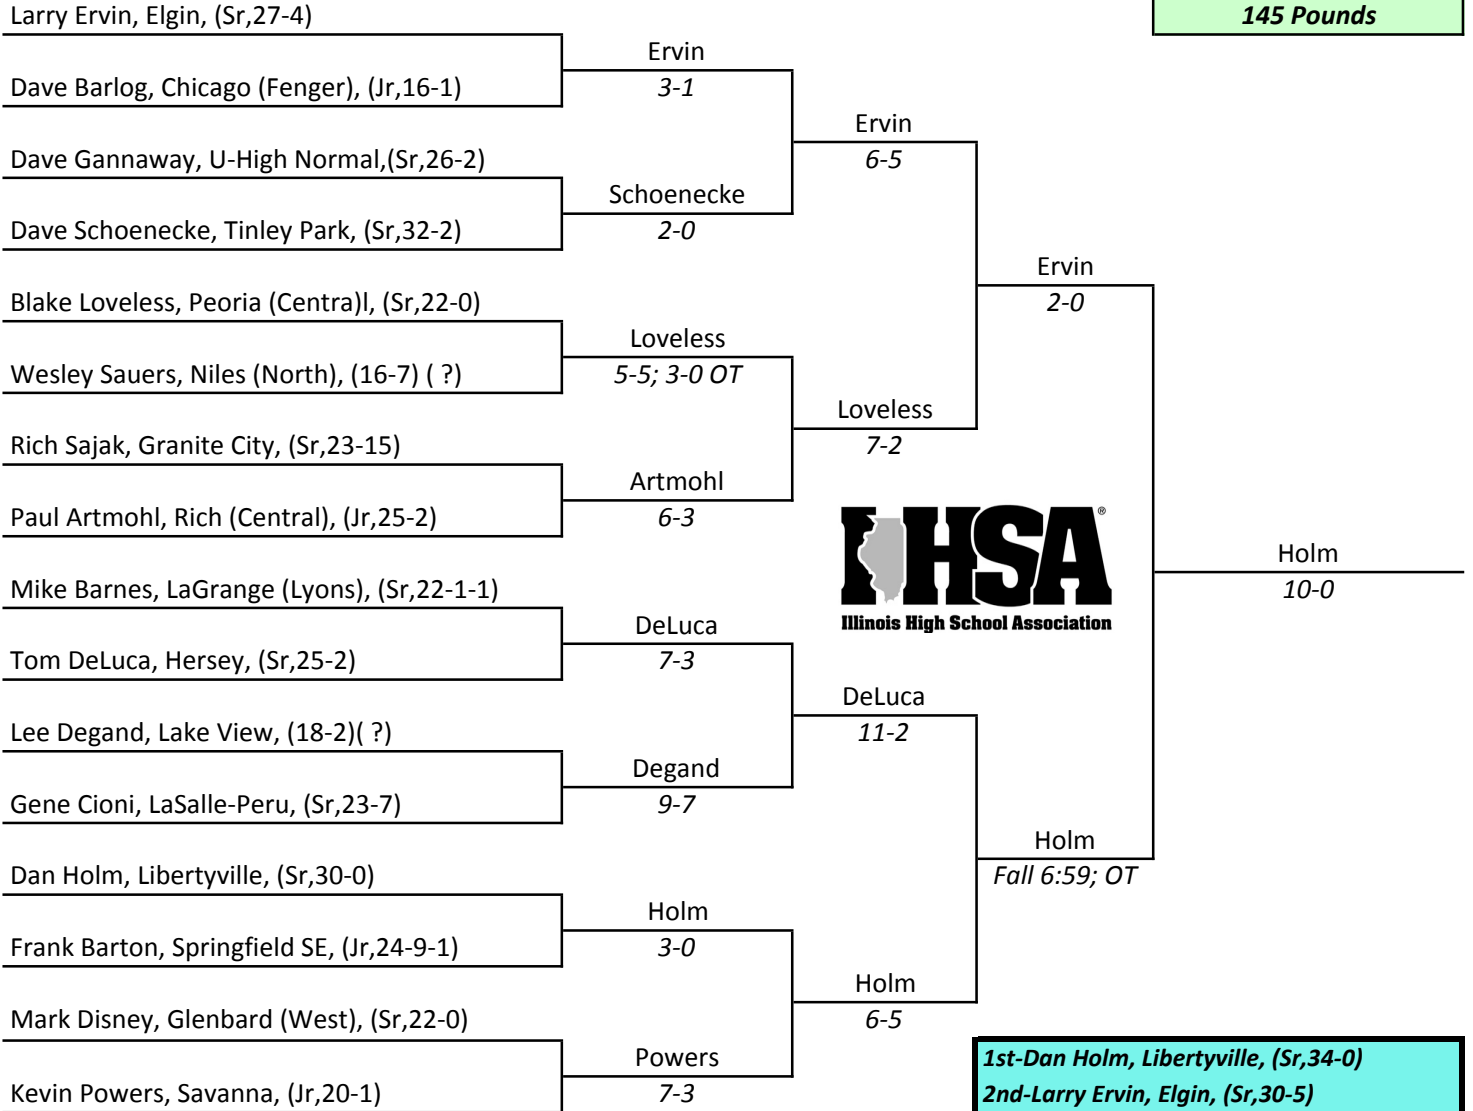 Larry Ervin, Elgin, (Sr,27-4)
145 Pounds
Ervin
Dave Barlog, Chicago (Fenger), (Jr,16-1)
3-1
Ervin
Dave Gannaway, U-High Normal,(Sr,26-2)
6-5
Schoenecke
Dave Schoenecke, Tinley Park, (Sr,32-2)
2-0
Ervin
Blake Loveless, Peoria (Centra)l, (Sr,22-0)
2-0
Loveless
Wesley Sauers, Niles (North), (16-7) ( ?)
5-5; 3-0 OT
Loveless
Rich Sajak, Granite City, (Sr,23-15)
7-2
Artmohl
Paul Artmohl, Rich (Central), (Jr,25-2)
6-3
IHSA®
Illinois High School Association
Holm
Mike Barnes, LaGrange (Lyons), (Sr,22-1-1)
10-0
DeLuca
Tom DeLuca, Hersey, (Sr,25-2)
7-3
DeLuca
Lee Degand, Lake View, (18-2)( ?)
11-2
Degand
Gene Cioni, LaSalle-Peru, (Sr,23-7)
9-7
Holm
Dan Holm, Libertyville, (Sr,30-0)
Fall 6:59; OT
Holm
Frank Barton, Springfield SE, (Jr,24-9-1)
3-0
Holm
Mark Disney, Glenbard (West), (Sr,22-0)
6-5
Powers
Kevin Powers, Savanna, (Jr,20-1)
7-3
1st-Dan Holm, Libertyville, (Sr,34-0)
2nd-Larry Ervin, Elgin, (Sr,30-5)